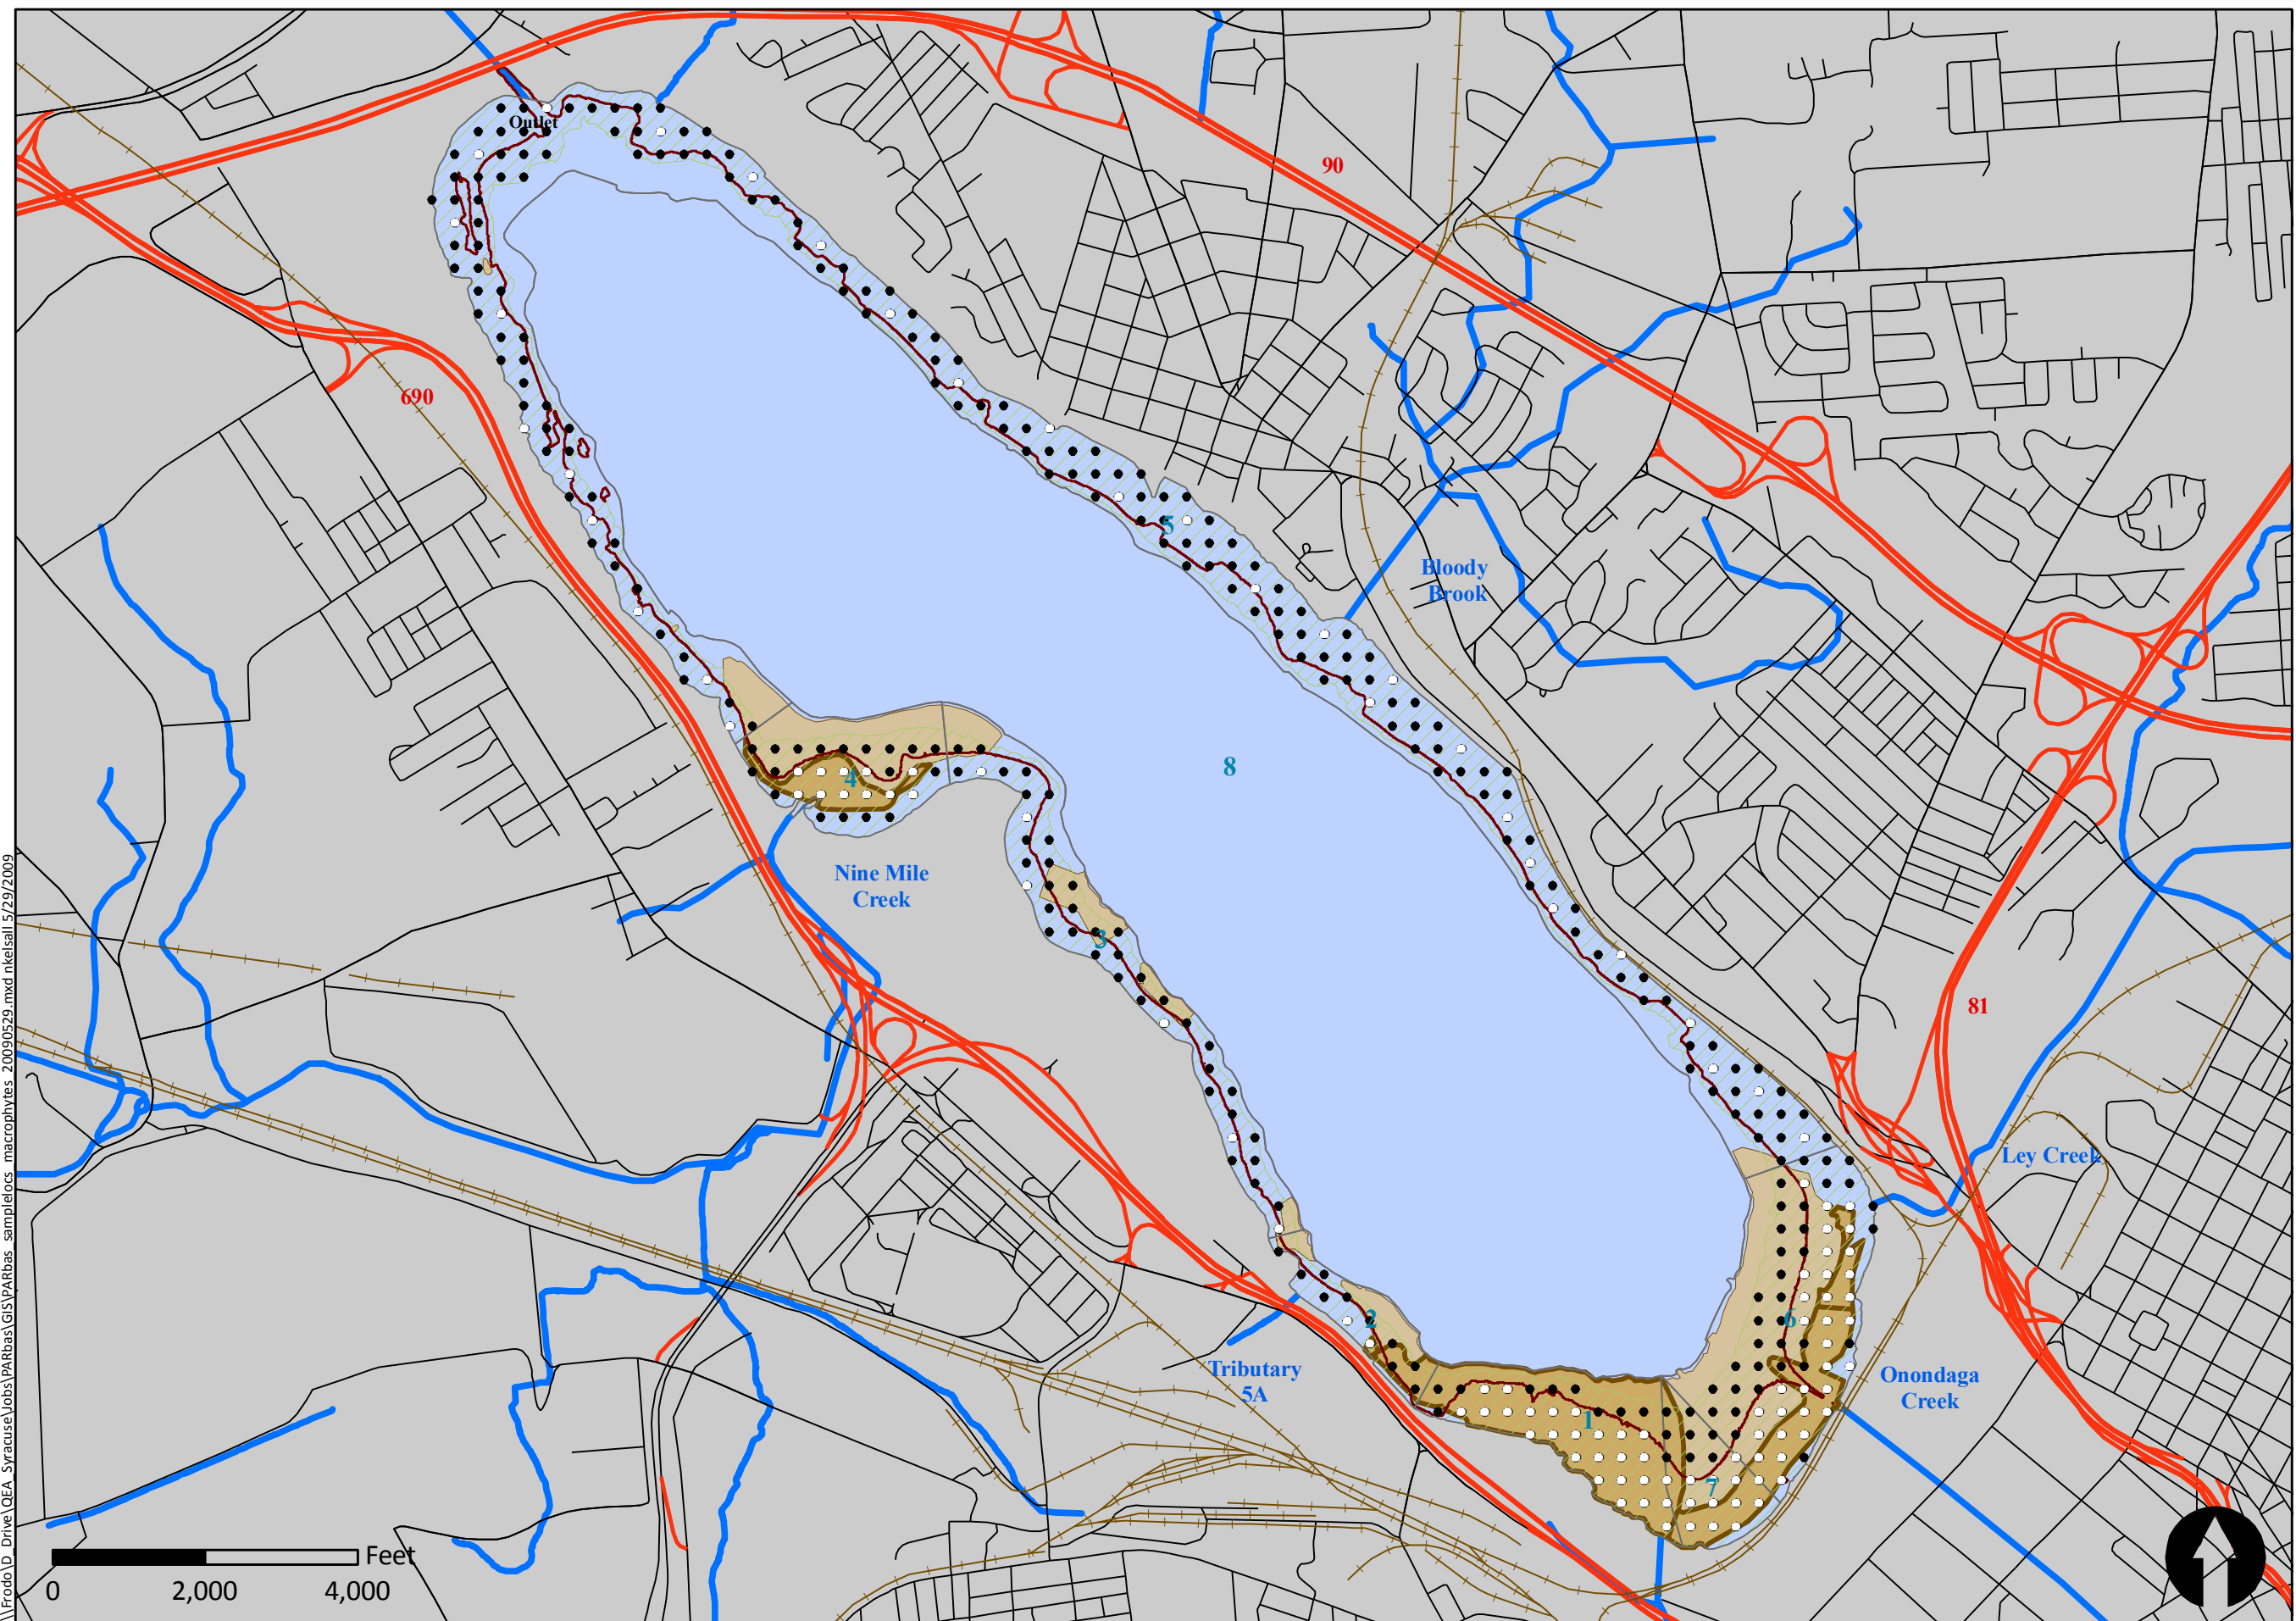 Outlet
90
690
5
Bloody
Brook
8
4
Nine Mile
Creek
3
81
Ley Creek
2
6
Tributary
5A
Onondaga
Creek
1
7
Feet
0 2,000 4,000
\\Frodo\D_Drive\QEA_Syracuse\Jobs\PARbas\GIS\PARbas_samplelocs_macrophytes_20090529.mxd nkelsall 5/29/2009